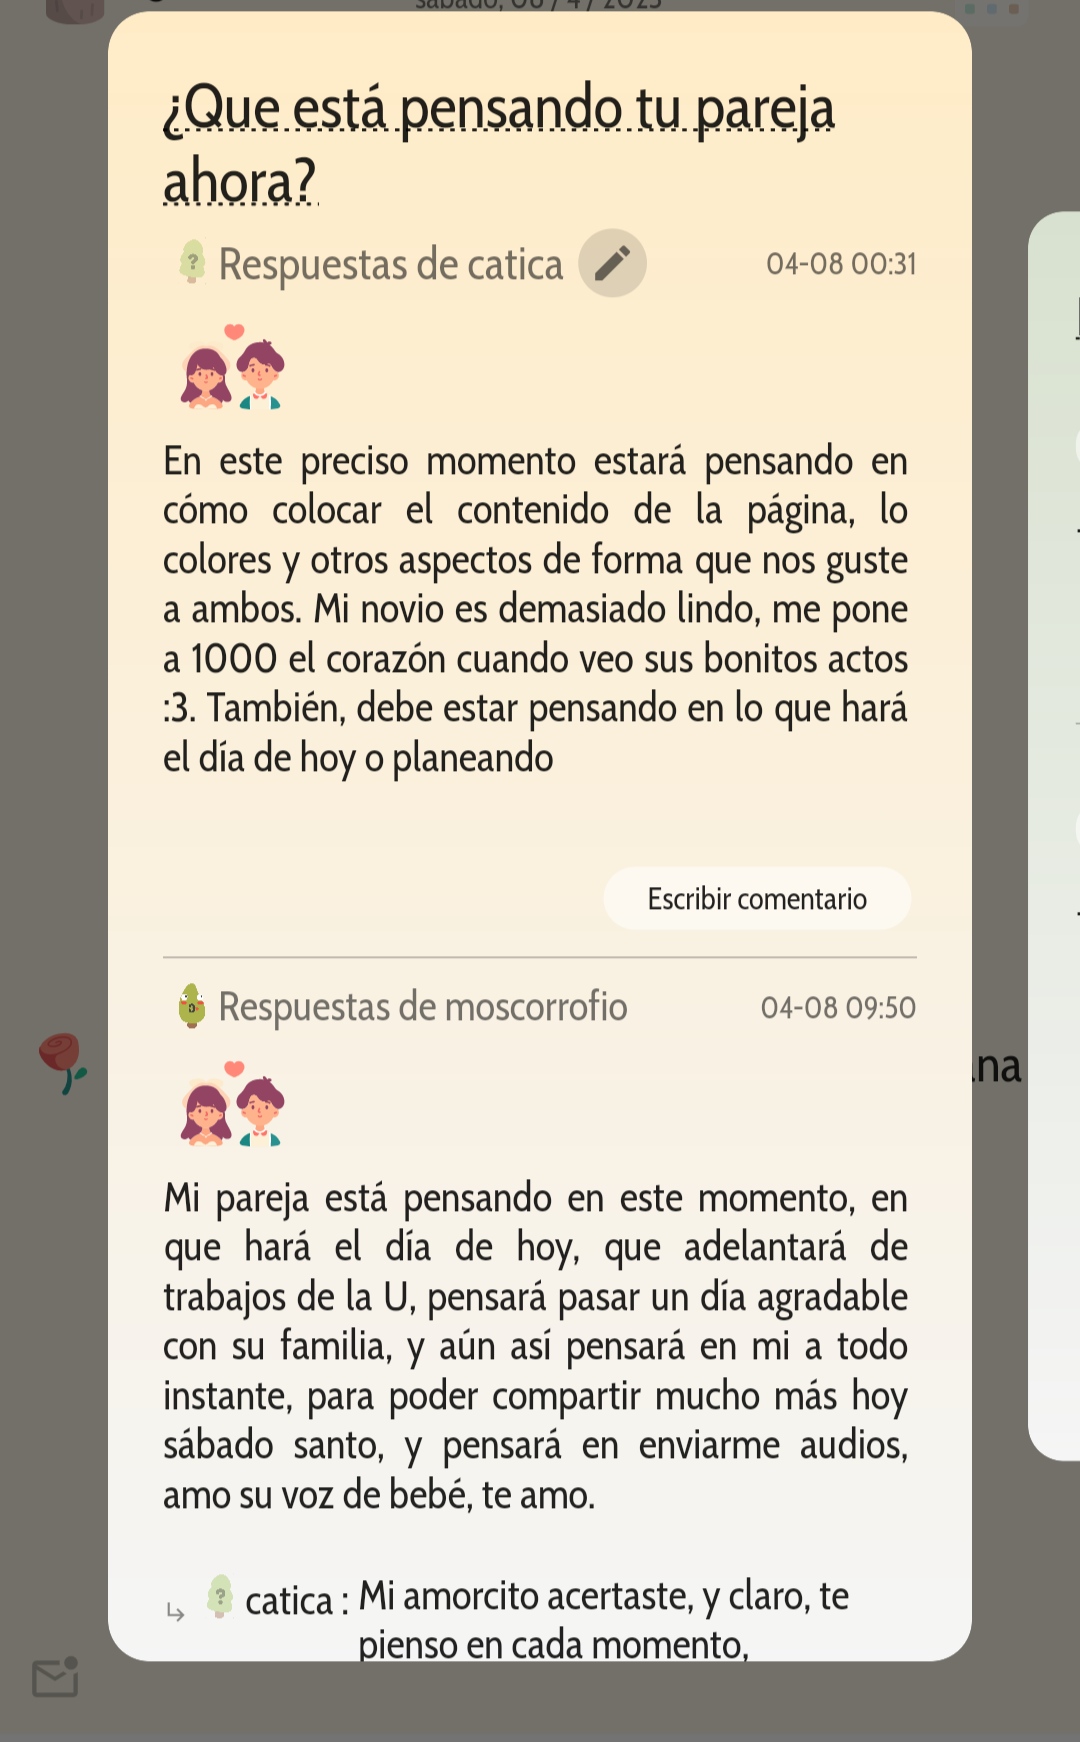 ¿Que está pensando tu pareja
ahora?
Respuestas de catica
04-08 00:31
En este preciso momento estará pensando en
cómo colocar el contenido de la página, lo
colores y otros aspectos de forma que nos guste
a ambos. Mi novio es demasiado lindo, me pone
a 1000 el corazón cuando veo sus bonitos actos
:3. También, debe estar pensando en lo que hará
el día de hoy o planeando
Escribir comentario
Respuestas de moscorrofio
04-08 09:50
Mi pareja está pensando en este momento, en
que hará el día de hoy, que adelantará de
trabajos de la U, pensará pasar un día agradable
con su familia, y aún así pensará en mi a todo
instante, para poder compartir mucho más hoy
sábado santo, y pensará en enviarme audios,
amo su voz de bebé, te amo.
catica : Mi amorcito acertaste, y claro, te
pienso en cada momento,